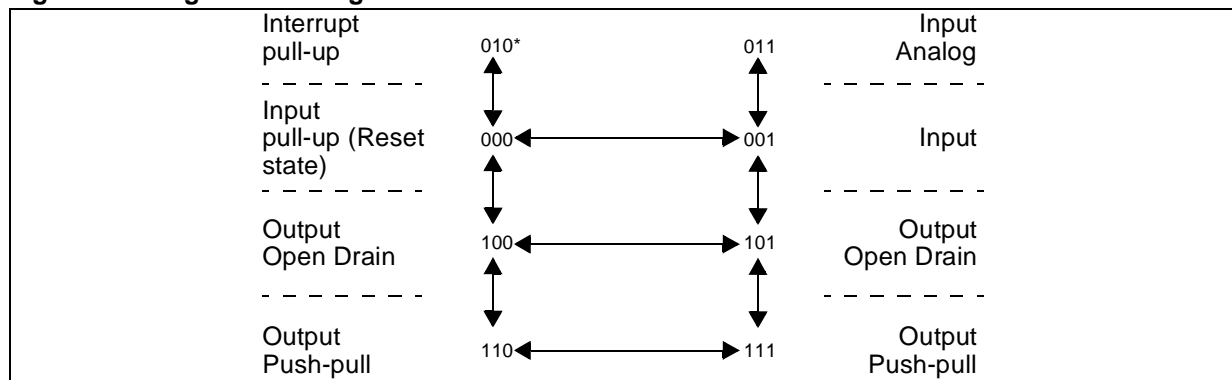 Interrupt
pull-up
010*
011
Input
Analog
Input
pull-up (Reset
state)
000
001
Input
Output
Open Drain
100
101
Output
Open Drain
Output
Push-pull
110
111
Output
Push-pull